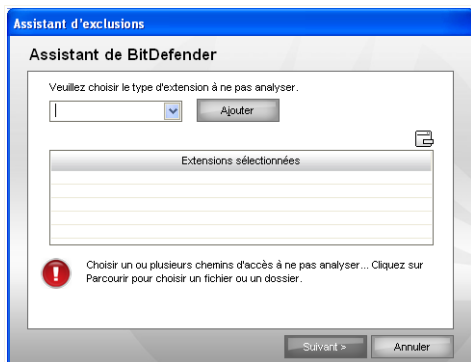 Assistant d'exclusions
Assistant de BitDefender
Veuillez choisir le type d'extension à ne pas analyser.
Ajouter
Extensions sélectionnées
Choisir un ou plusieurs chemins d'accès à ne pas analyser... Cliquez sur
Parcourir pour choisir un fichier ou un dossier.
Suivant >
Annuler